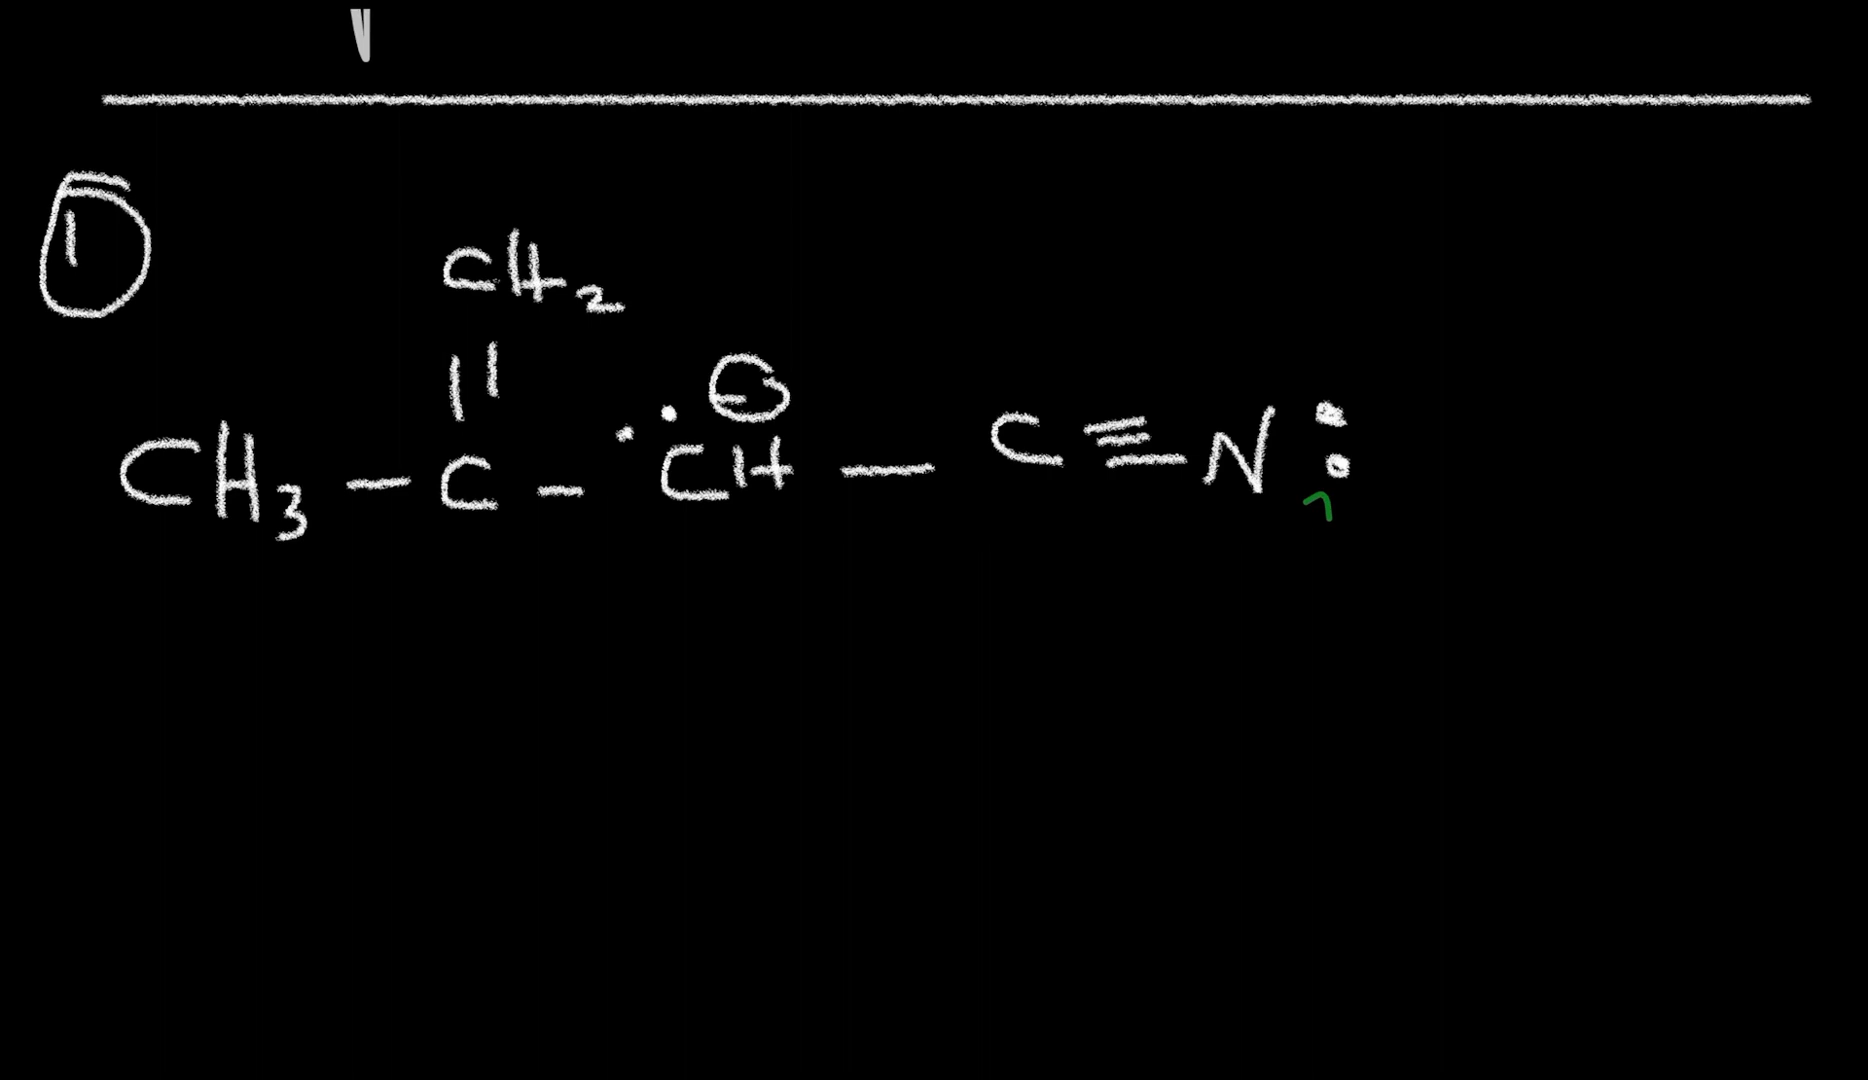 1
CH2
||
CH3 - C - : CH ⊖ - C ≡ N :